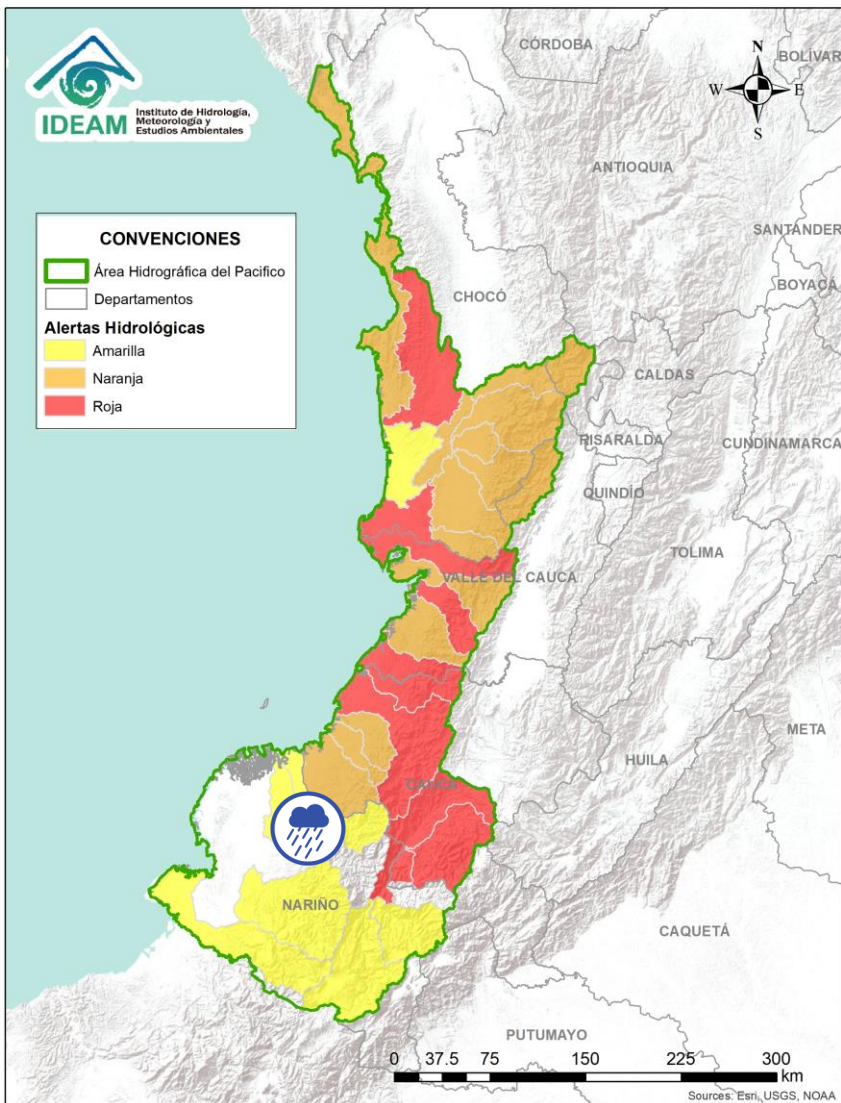 IDEAM
Instituto de Hidrología,
Meteorología y
Estudios Ambientales
CÓRDOBA
BOLÍVAR
N
W
E
S
ANTIOQUIA
SANTANDER
BOYACÁ
CONVENCIONES
Área Hidrográfica del Pacifico
Departamentos
Alertas Hidrológicas
Amarilla
Naranja
Roja
CHOCÓ
CALDAS
RISARALDA
CUNDINAMARCA
QUINDÍO
TOLIMA
VALLE DEL CAUCA
META
HUILA
CAUCA
NARIÑO
CAQUETÁ
PUTUMAYO
0 37.5 75 150 225 300
km
Sources: Esri, USGS, NOAA